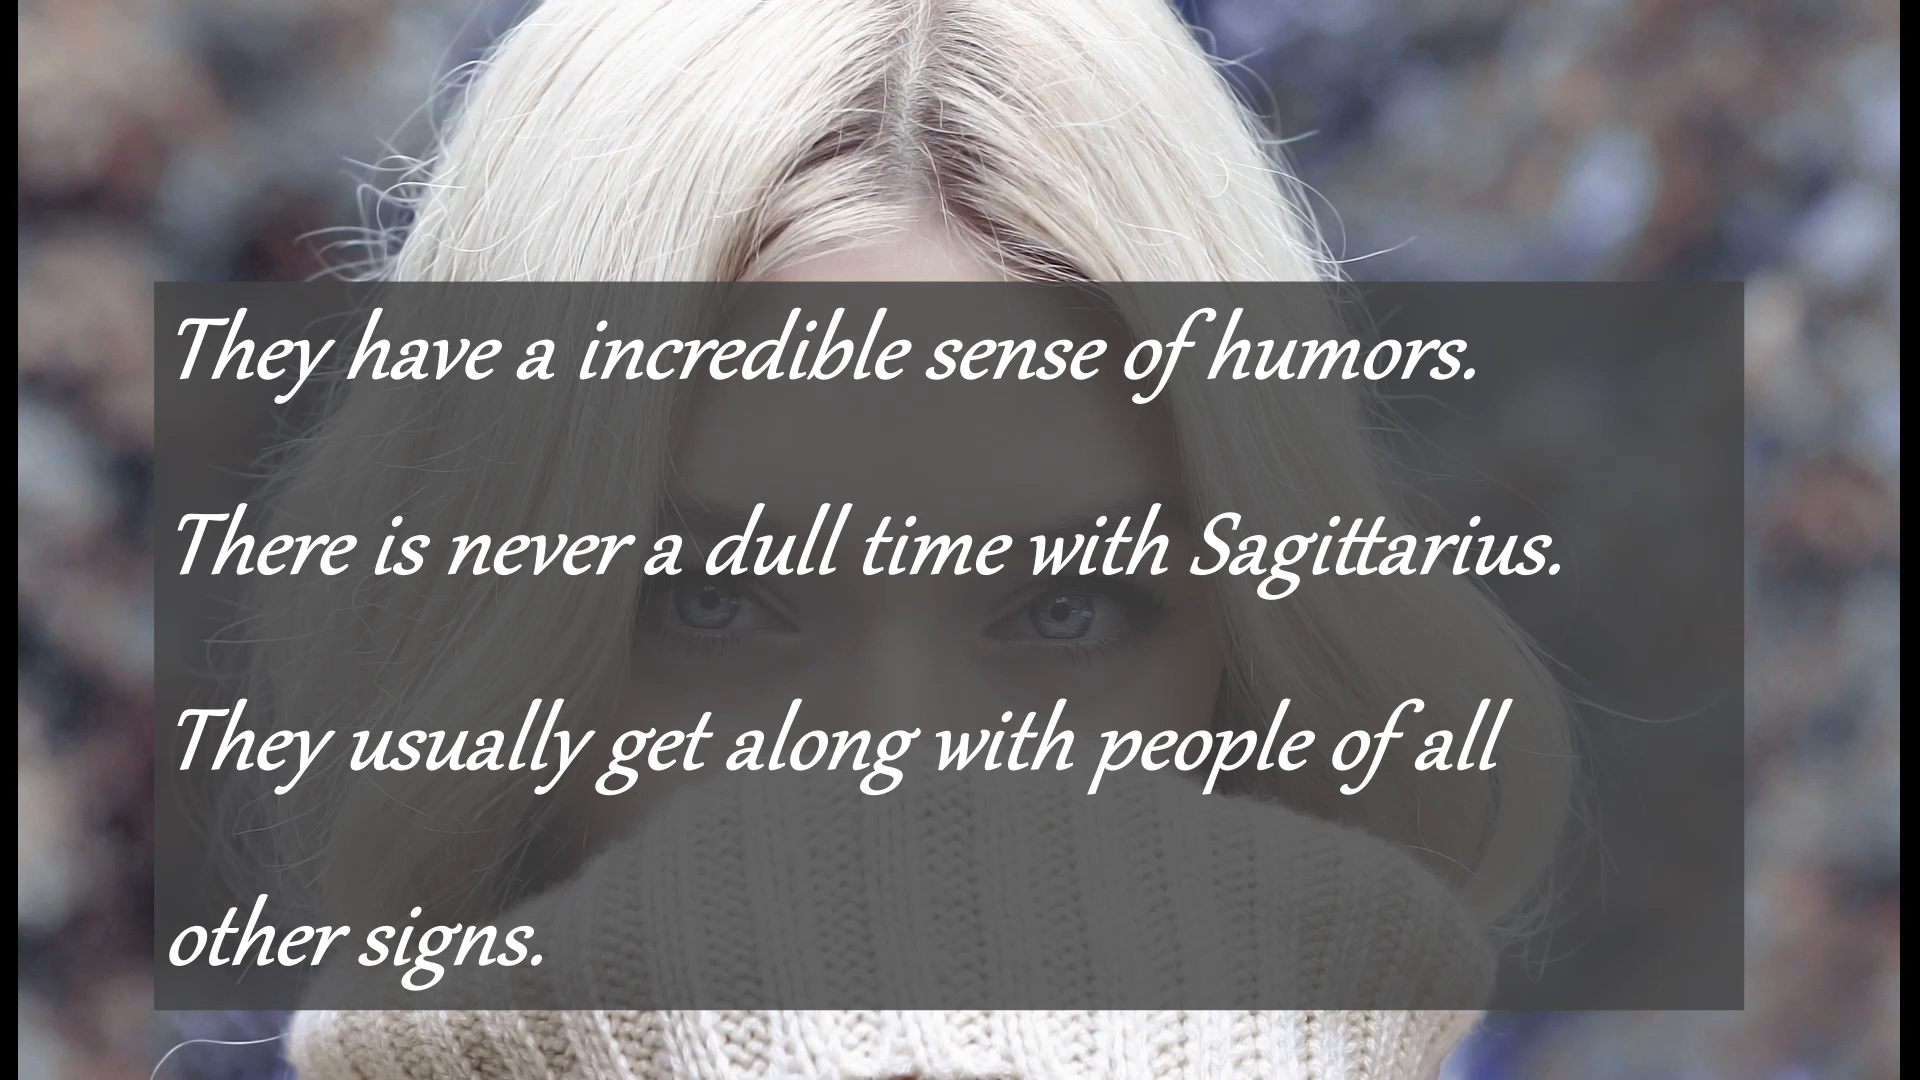 They have a incredible sense of humors.
There is never a dull time with Sagittarius.
They usually get along with people of all
other signs.